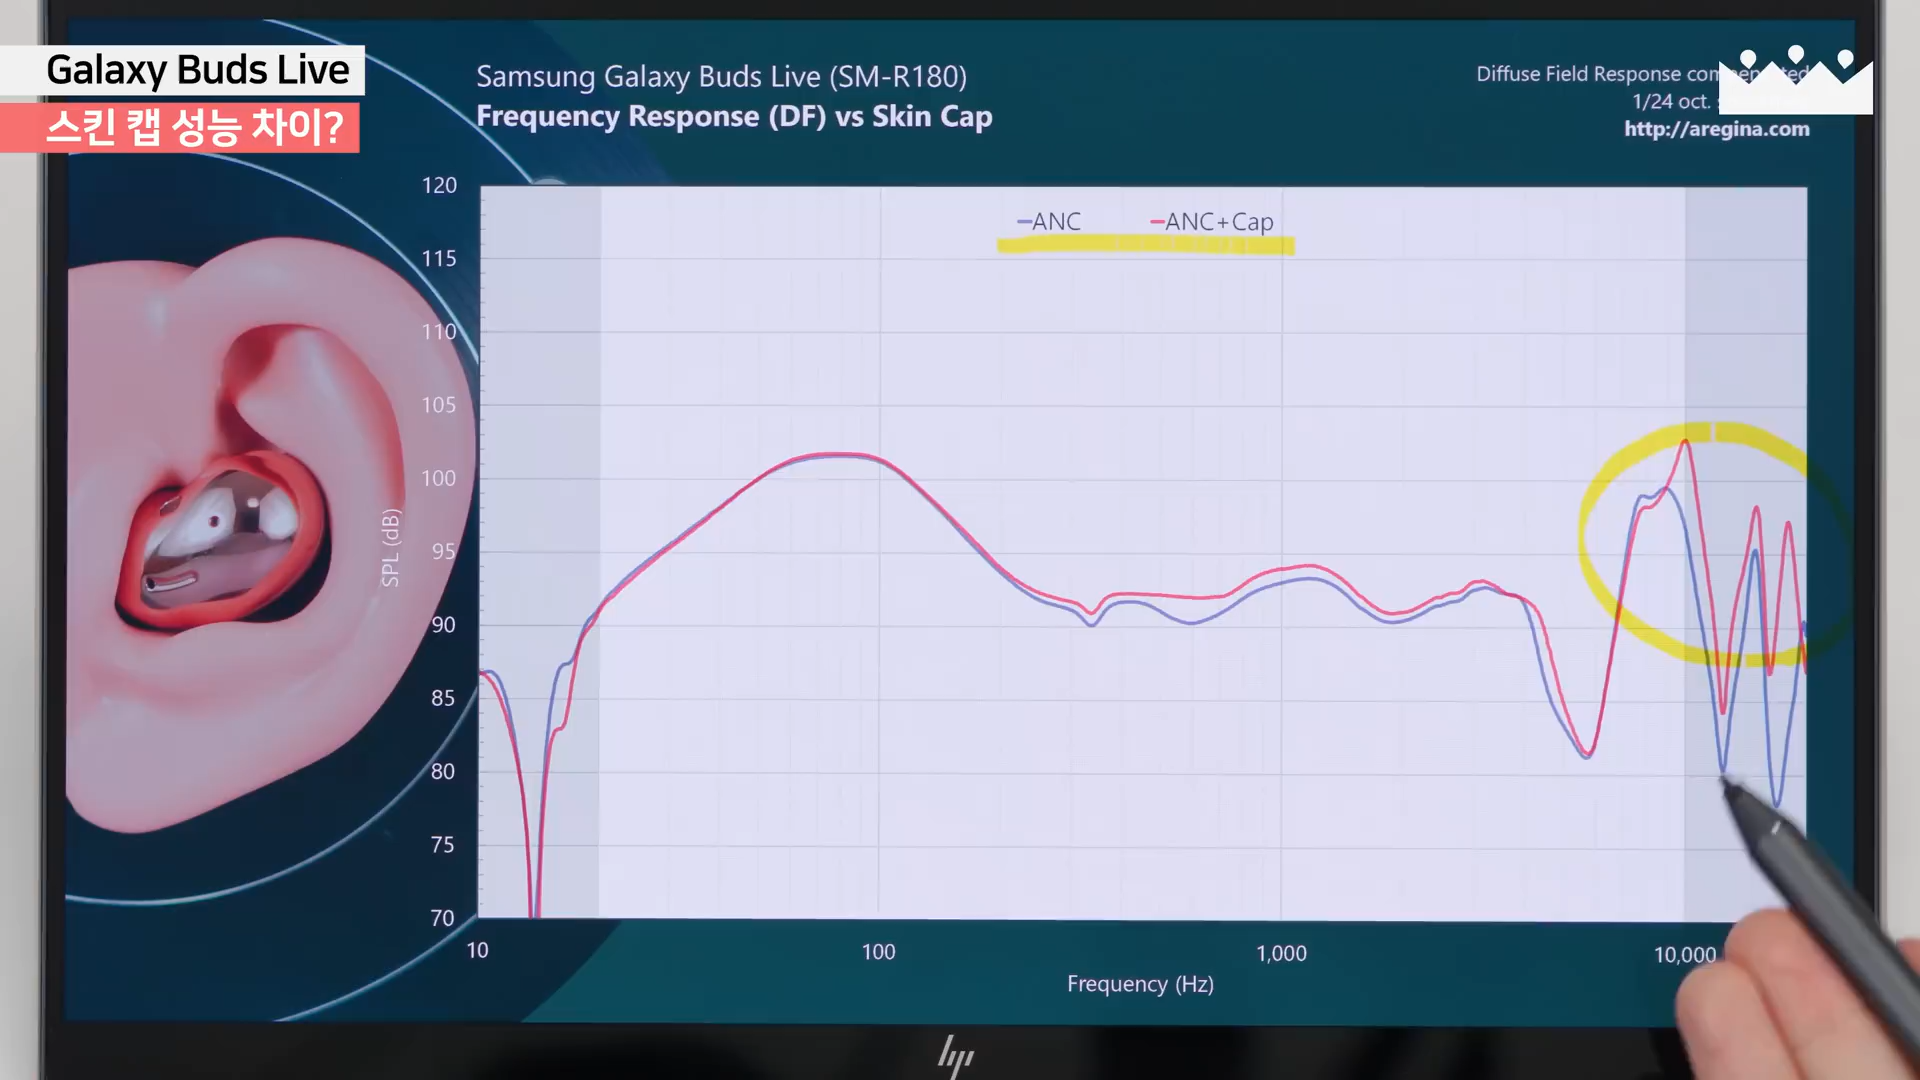 Galaxy Buds Live
스킨 캡 성능 차이?
Samsung Galaxy Buds Live (SM-R180)
Frequency Response (DF) vs Skin Cap
Diffuse Field Response
1/24 oct.
http://aregina.com
ANC
ANC+Cap
120
115
110
105
100
95
90
85
80
75
70
SPL (dB)
10
100
1,000
10,000
Frequency (Hz)
hp